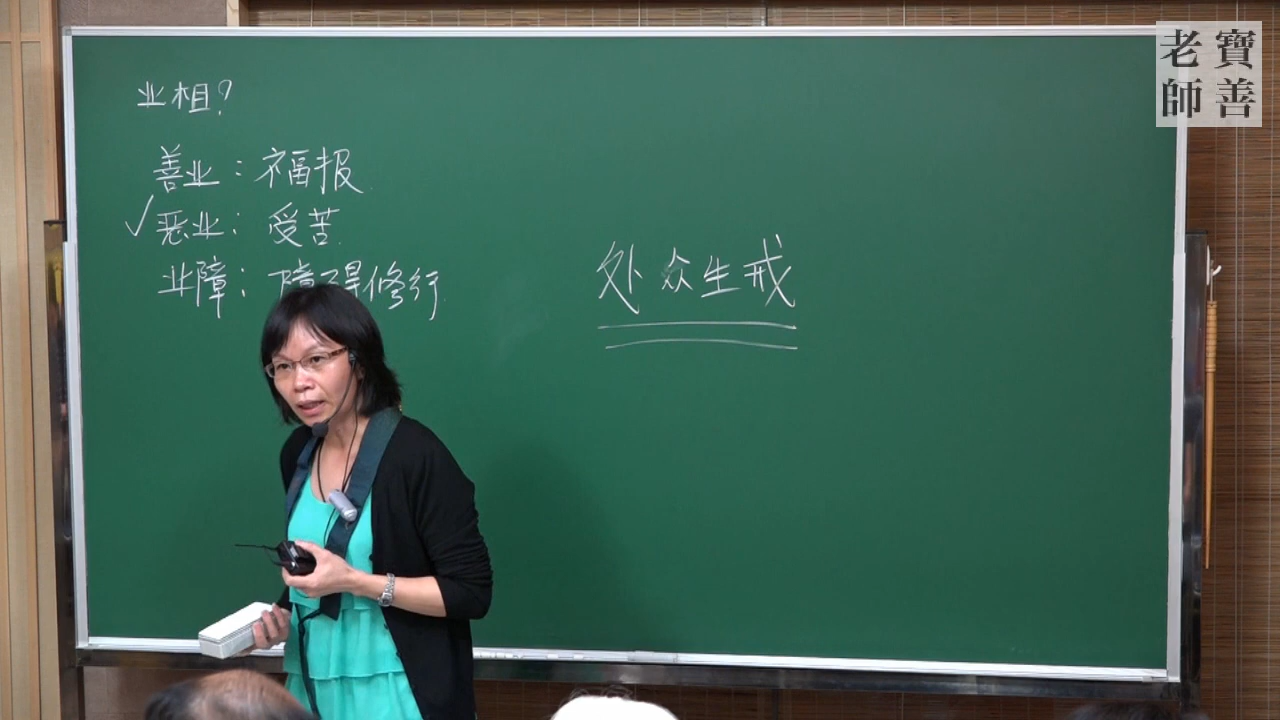 业相？
善业：福报
✓恶业：受苦
业障：障碍修行
处众生戒
寶善
老師